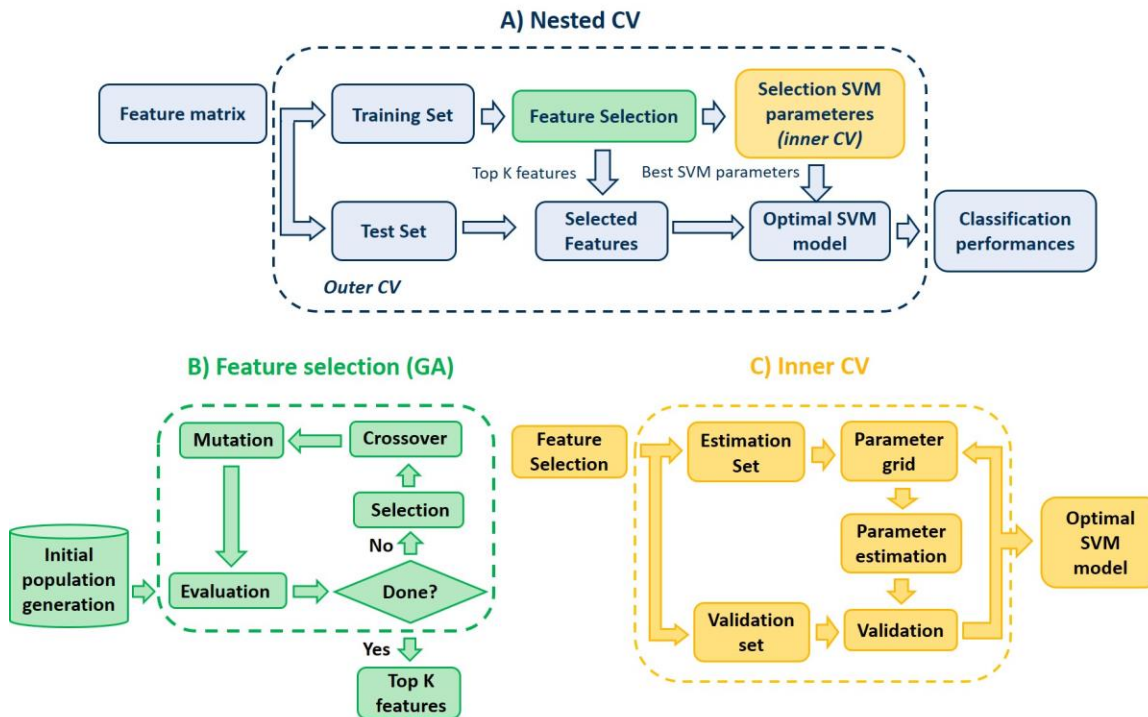 A) Nested CV
Feature matrix
Training Set
Feature Selection
Selection SVM
parameteres
(inner CV)
Top K features
Best SVM parameters
Test Set
Selected
Features
Optimal SVM
model
Classification
performances
Outer CV
B) Feature selection (GA)
Mutation
Crossover
Selection
No
Initial
population
generation
Evaluation
Done?
Yes
Top K
features
C) Inner CV
Feature
Selection
Estimation
Set
Parameter
grid
Parameter
estimation
Validation
set
Validation
Optimal
SVM
model